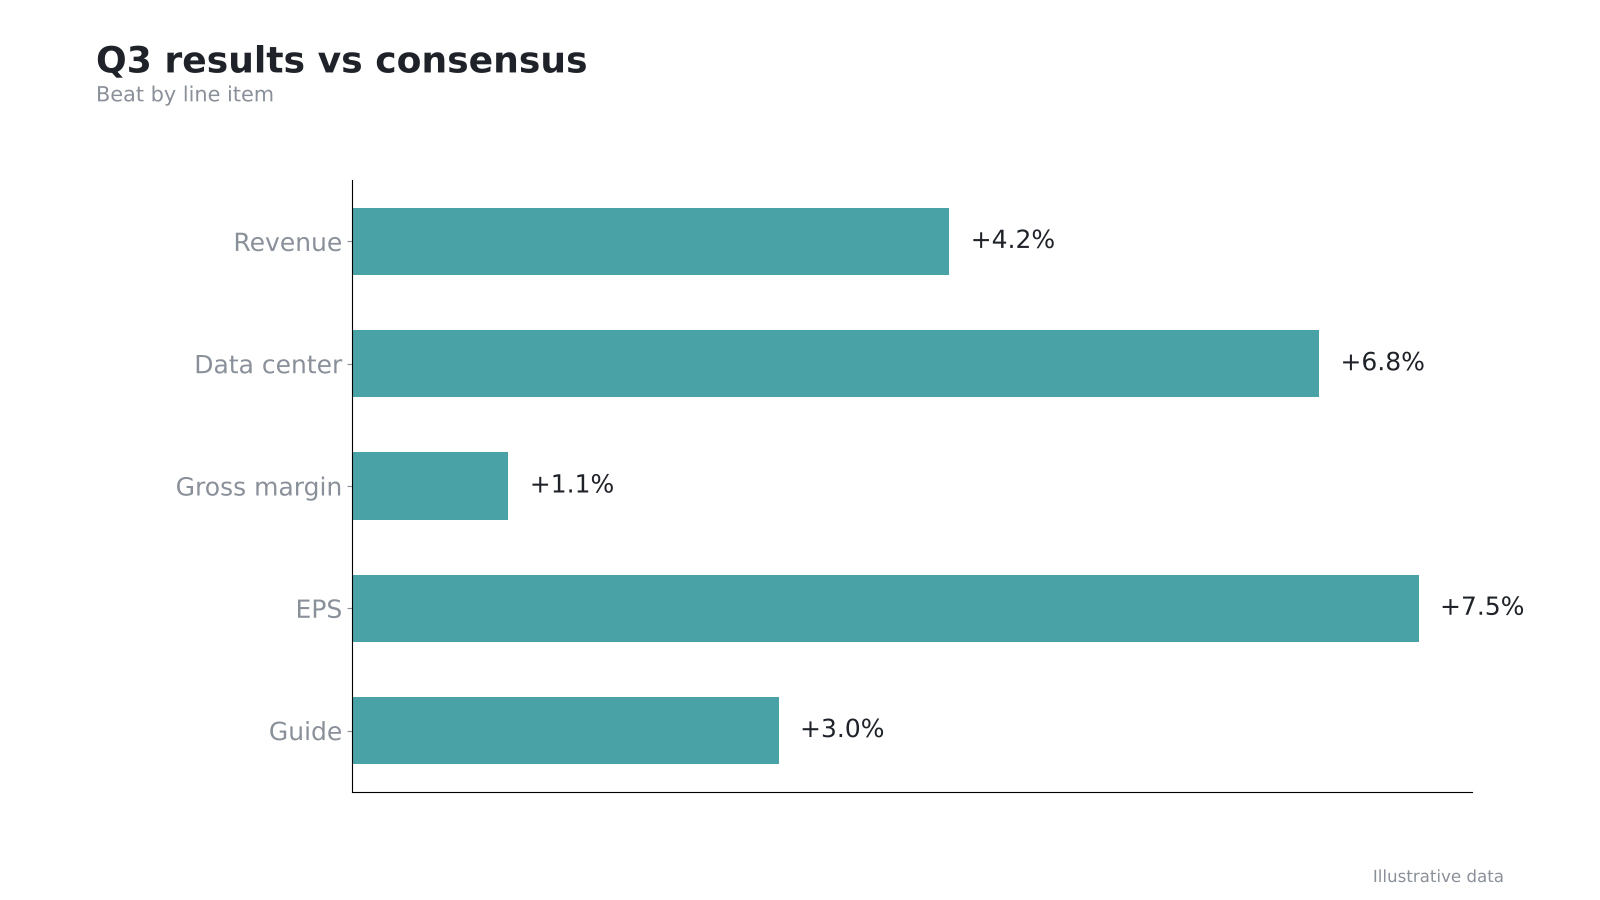 Q3 results vs consensus
Beat by line item
Revenue +4.2%
Data center +6.8%
Gross margin +1.1%
EPS +7.5%
Guide +3.0%
Illustrative data